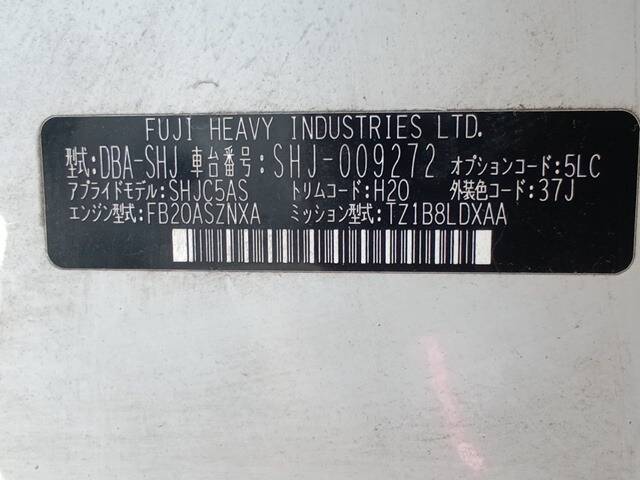 FUJI HEAVY INDUSTRIES LTD.
型式:DBA-SHJ 車台番号:SHJ-009272 オプションコード:5LC
アプライドモデル:SHJC5AS トリムコード:H20 外装色コード:37J
エンジン型式:FB20ASZNXA ミッション型式:TZ1B8LDXAA